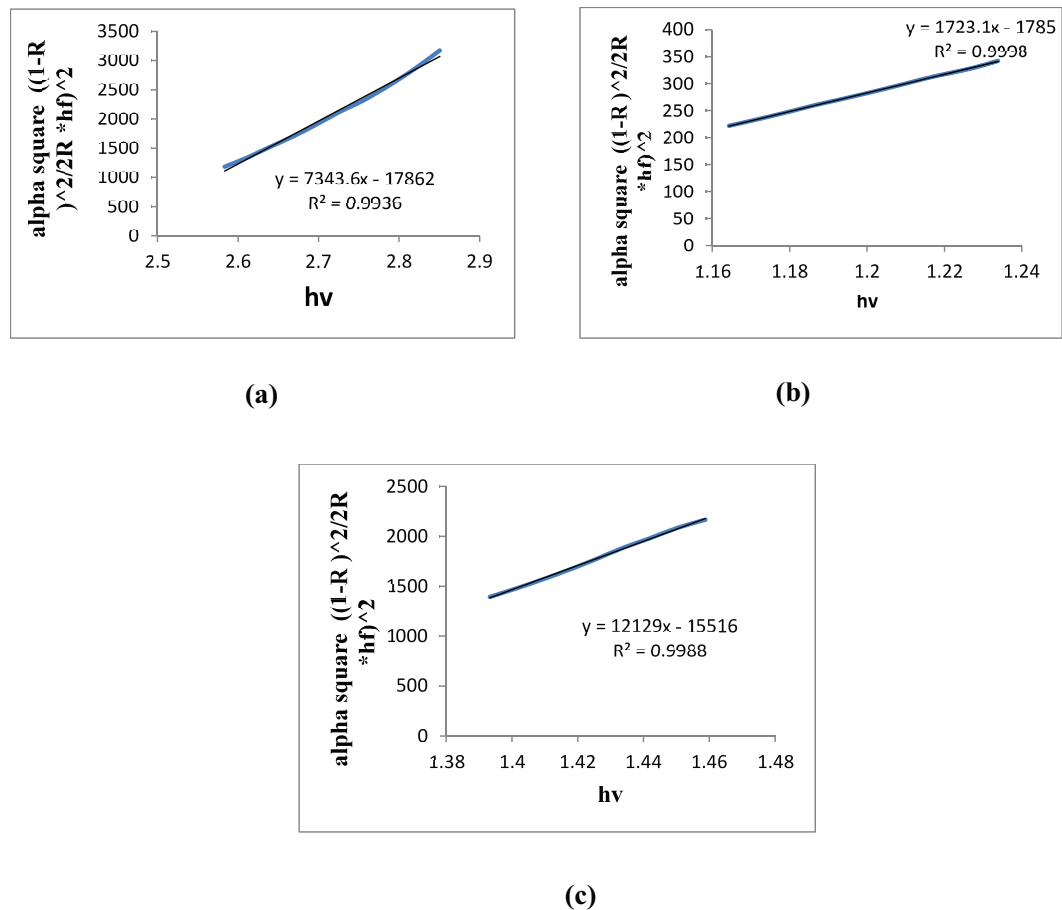 alpha square ((1-R
)^2/2R *hf)^2
3500
3000
2500
2000
1500
1000
500
0
y = 7343.6x - 17862
R² = 0.9936
2.5 2.6 2.7 2.8 2.9
hv
(a)
alpha square ((1-R )^2/2R
*hf)^2
400
350
300
250
200
150
100
50
0
y = 1723.1x - 1785
R² = 0.9998
1.16 1.18 1.2 1.22 1.24
hv
(b)
alpha square ((1-R )^2/2R
*hf)^2
2500
2000
1500
1000
500
0
y = 12129x - 15516
R² = 0.9988
1.38 1.4 1.42 1.44 1.46 1.48
hv
(c)